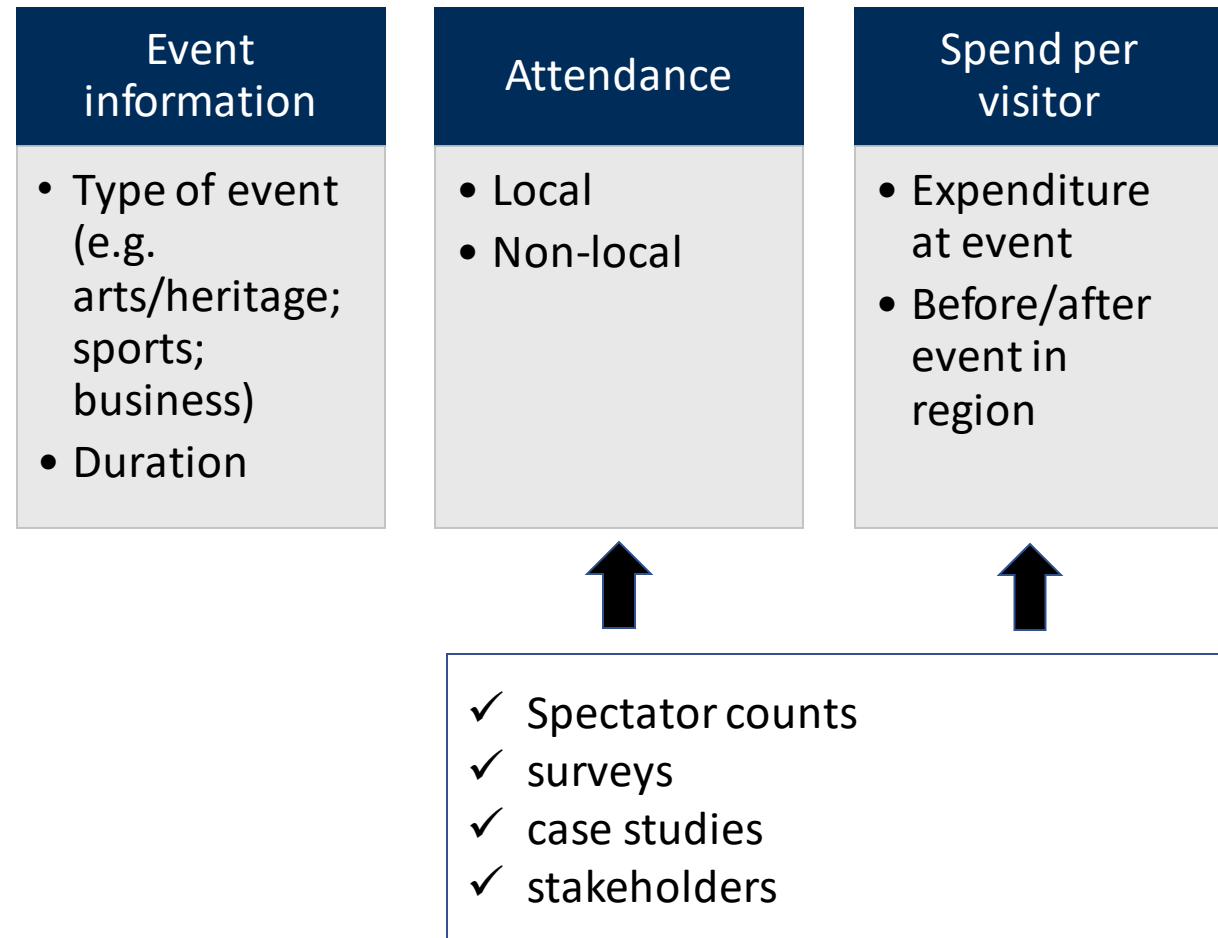 Event
information
• Type of event
(e.g.
arts/heritage;
sports;
business)
• Duration
Attendance
• Local
• Non-local
Spend per
visitor
• Expenditure
at event
• Before/after
event in
region
✓ Spectator counts
✓ surveys
✓ case studies
✓ stakeholders